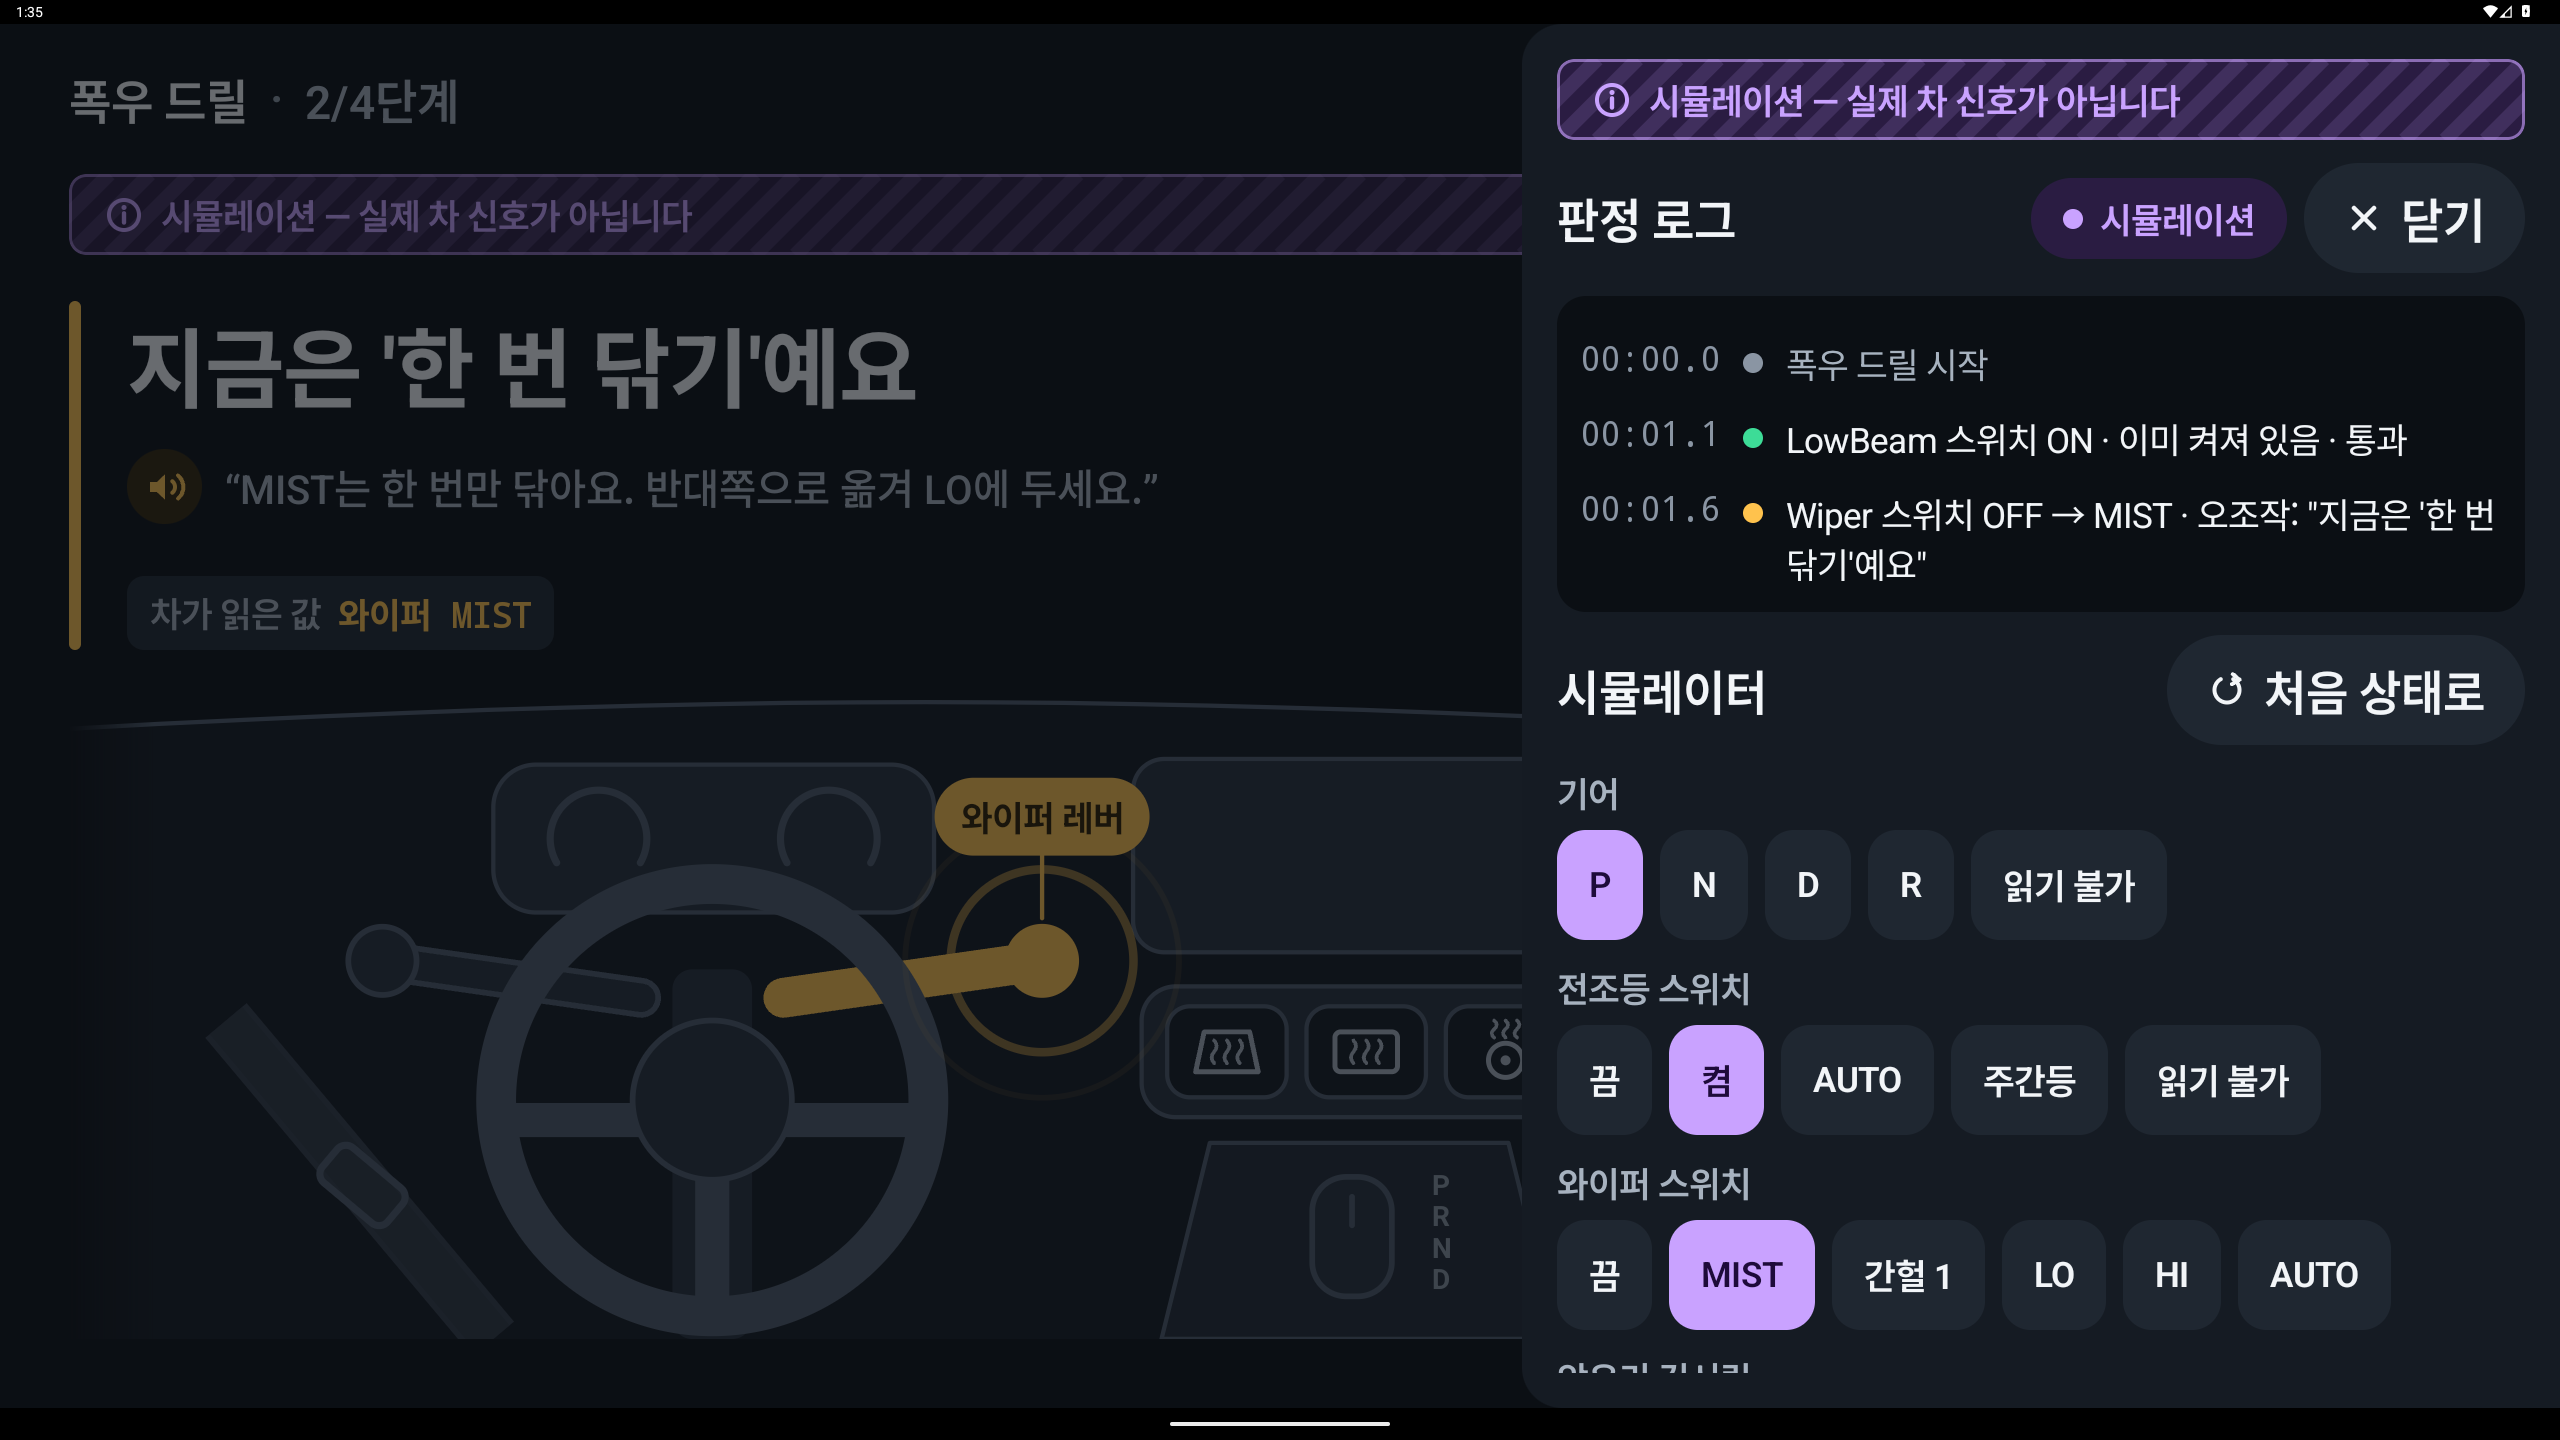 1:35
폭우 드릴 · 2/4단계
시뮬레이션 — 실제 차 신호가 아닙니다
지금은 '한 번 닦기'예요
“MIST는 한 번만 닦아요. 반대쪽으로 옮겨 LO에 두세요.”
차가 읽은 값 와이퍼 MIST
와이퍼 레버
P
R
N
D
시뮬레이션 — 실제 차 신호가 아닙니다
판정 로그
시뮬레이션
닫기
00:00.0 폭우 드릴 시작
00:01.1 LowBeam 스위치 ON · 이미 켜져 있음 · 통과
00:01.6 Wiper 스위치 OFF → MIST · 오조작: "지금은 '한 번
닦기'예요"
시뮬레이터
처음 상태로
기어
P N D R 읽기 불가
전조등 스위치
끔 켬 AUTO 주간등 읽기 불가
와이퍼 스위치
끔 MIST 간헐 1 LO HI AUTO